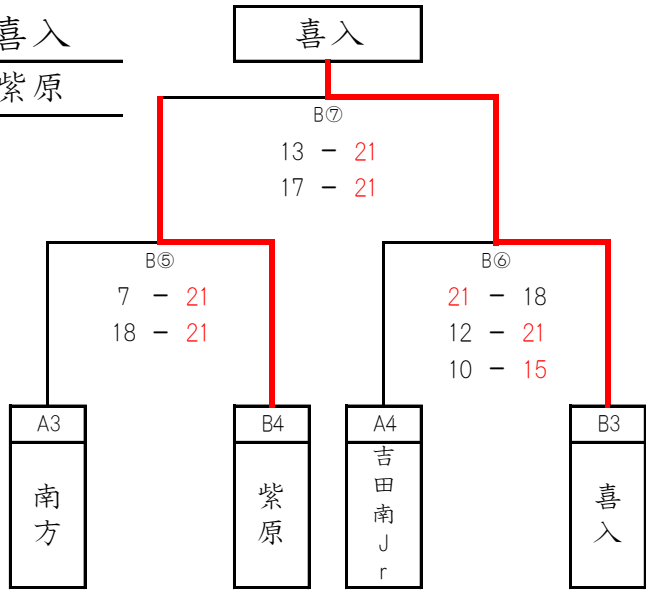 喜入
紫原
喜入
B⑦
13 - 21
17 - 21
B⑤
7 - 21
18 - 21
B⑥
21 - 18
12 - 21
10 - 15
A3
南方
B4
紫原
A4
吉田南Jr
B3
喜入